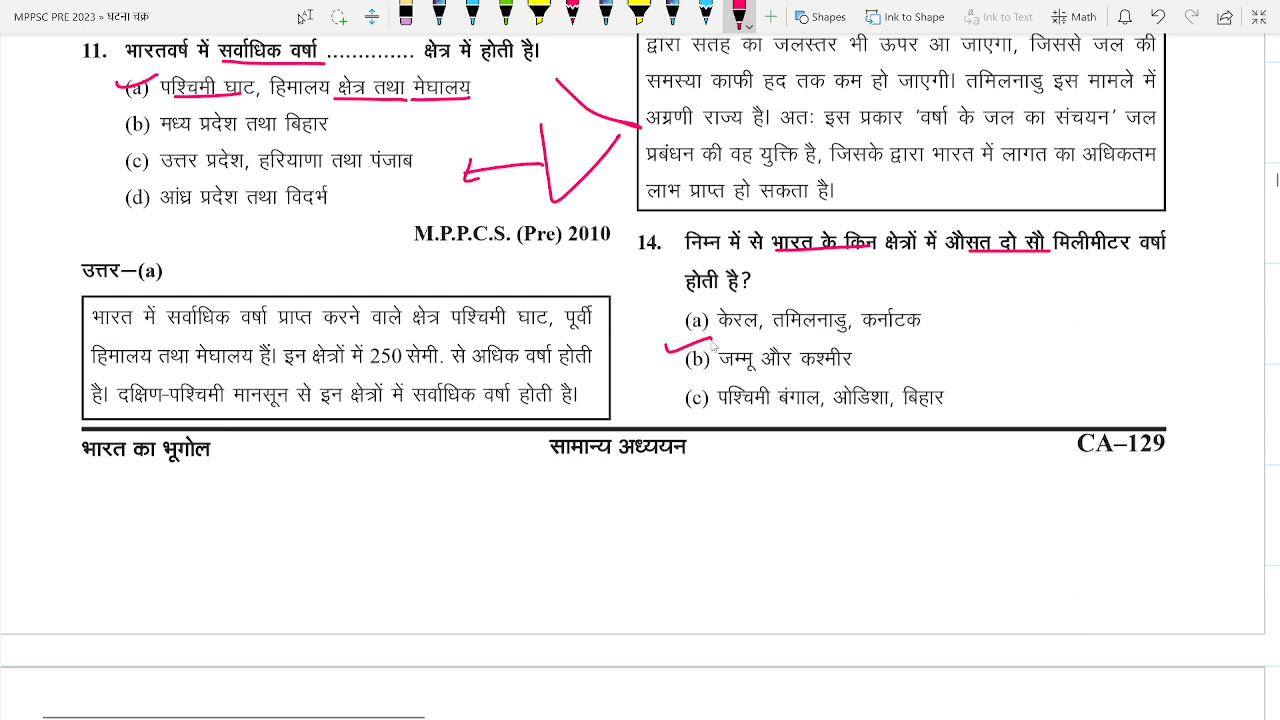 MPPSC PRE 2023 » घटना चक्र
Shapes
Ink to Shape
Ink to Text
Math
11. भारतवर्ष में सर्वाधिक वर्षा .............. क्षेत्र में होती है।
(a) पश्चिमी घाट, हिमालय क्षेत्र तथा मेघालय
(b) मध्य प्रदेश तथा बिहार
(c) उत्तर प्रदेश, हरियाणा तथा पंजाब
(d) आंध्र प्रदेश तथा विदर्भ
M.P.P.C.S. (Pre) 2010
उत्तर—(a)
भारत में सर्वाधिक वर्षा प्राप्त करने वाले क्षेत्र पश्चिमी घाट, पूर्वी
हिमालय तथा मेघालय हैं। इन क्षेत्रों में 250 सेमी. से अधिक वर्षा होती
है। दक्षिण-पश्चिमी मानसून से इन क्षेत्रों में सर्वाधिक वर्षा होती है।
द्वारा सतह का जलस्तर भी ऊपर आ जाएगा, जिससे जल की
समस्या काफी हद तक कम हो जाएगी। तमिलनाडु इस मामले में
अग्रणी राज्य है। अतः इस प्रकार ‘वर्षा के जल का संचयन’ जल
प्रबंधन की वह युक्ति है, जिसके द्वारा भारत में लागत का अधिकतम
लाभ प्राप्त हो सकता है।
14. निम्न में से भारत के किन क्षेत्रों में औसत दो सौ मिलीमीटर वर्षा
होती है?
(a) केरल, तमिलनाडु, कर्नाटक
(b) जम्मू और कश्मीर
(c) पश्चिमी बंगाल, ओडिशा, बिहार
भारत का भूगोल
सामान्य अध्ययन
CA–129